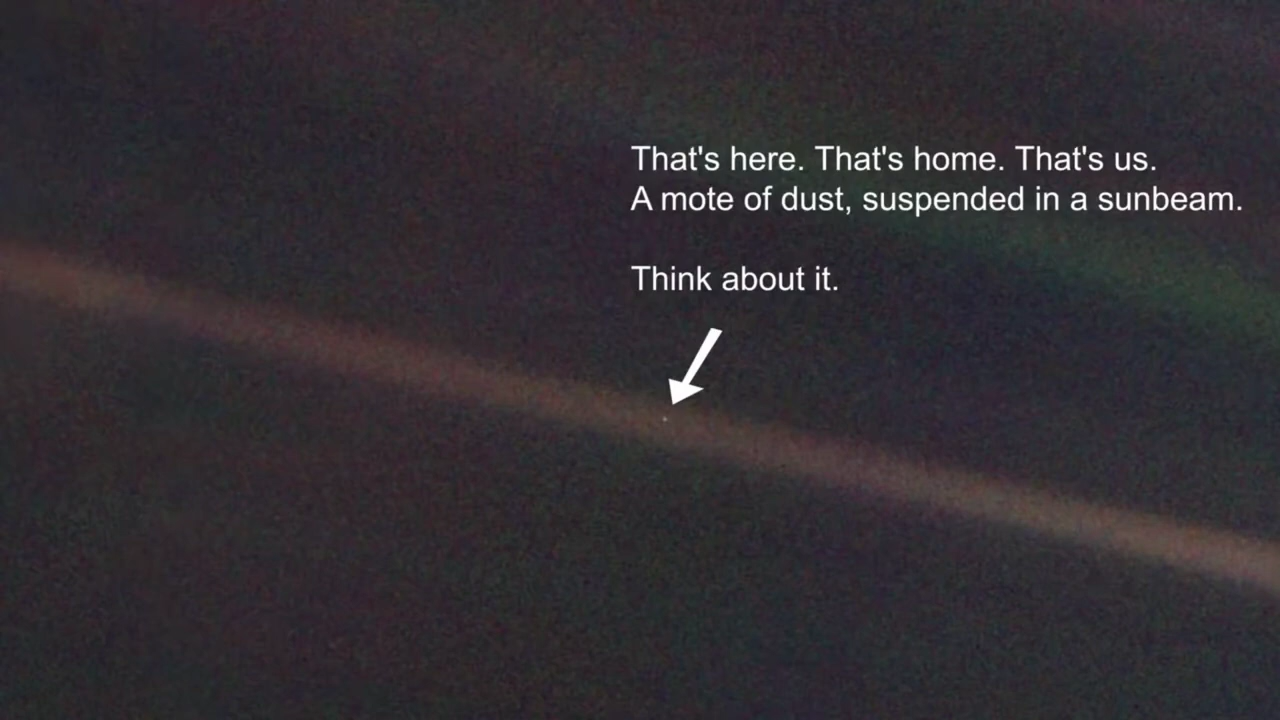 That's here. That's home. That's us.
A mote of dust, suspended in a sunbeam.
Think about it.